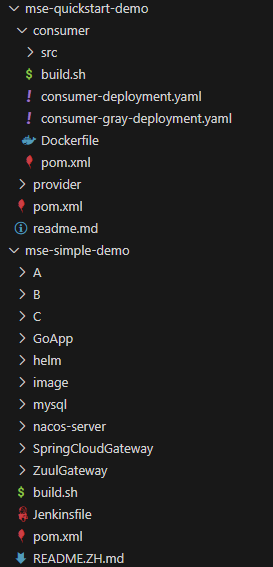 mse-quickstart-demo
consumer
src
build.sh
consumer-deployment.yaml
consumer-gray-deployment.yaml
Dockerfile
pom.xml
provider
pom.xml
readme.md
mse-simple-demo
A
B
C
GoApp
helm
image
mysql
nacos-server
SpringCloudGateway
ZuulGateway
build.sh
Jenkinsfile
pom.xml
README.ZH.md